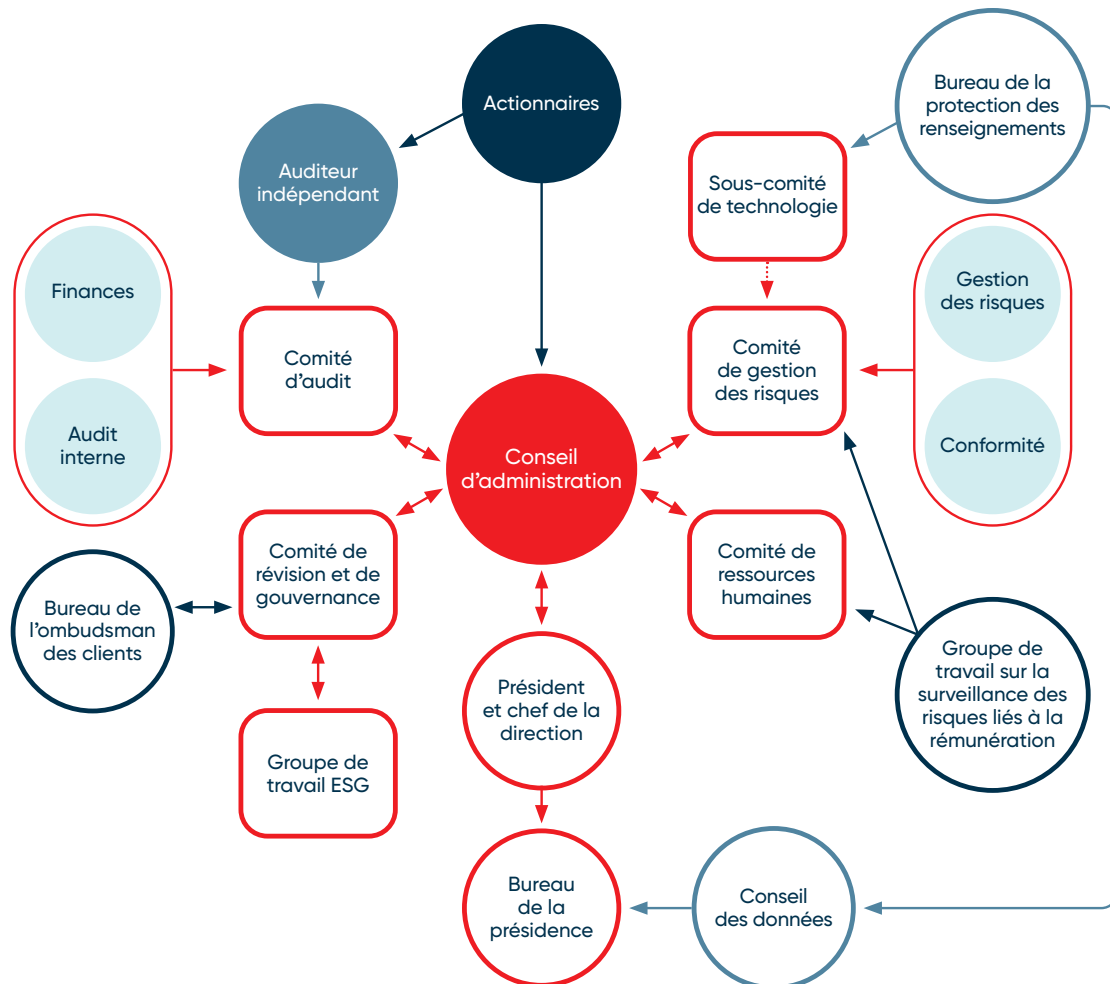 Actionnaires
Bureau de la
protection des
renseignements
Auditeur
indépendant
Sous-comité
de technologie
Finances
Gestion
des risques
Comité
d'audit
Comité
de gestion
des risques
Audit
interne
Conseil
d'administration
Conformité
Comité de
révision et de
gouvernance
Comité de
ressources
humaines
Bureau de
l'ombudsman
des clients
Groupe de
travail sur la
surveillance des
risques liés à la
rémunération
Président
et chef de la
direction
Groupe de
travail ESG
Bureau
de la
présidence
Conseil
des données